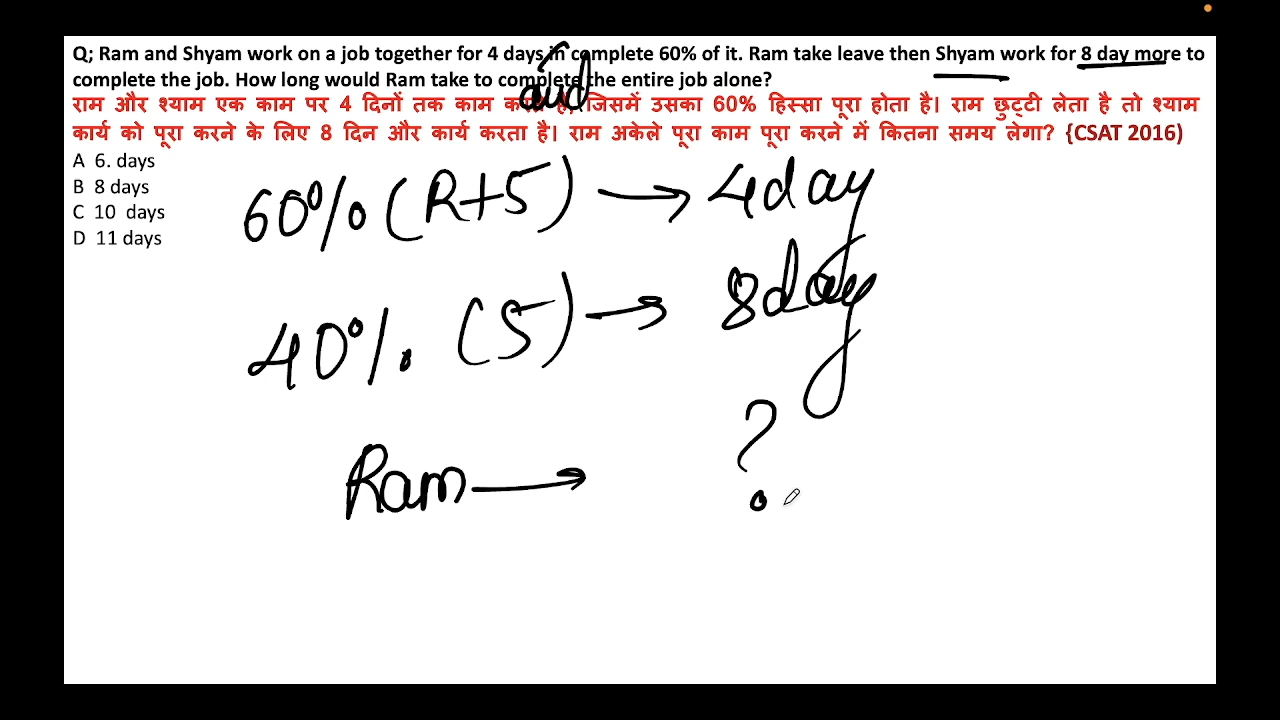 Q; Ram and Shyam work on a job together for 4 days in complete 60% of it. Ram take leave then Shyam work for 8 day more to
complete the job. How long would Ram take to complete the entire job alone?
and
राम और श्याम एक काम पर 4 दिनों तक काम करते है, जिसमें उसका 60% हिस्सा पूरा होता है। राम छुट्टी लेता है तो श्याम
कार्य को पूरा करने के लिए 8 दिन और कार्य करता है। राम अकेले पूरा काम पूरा करने में कितना समय लेगा? {CSAT 2016)
A 6. days
B 8 days
C 10 days
D 11 days
60% (R+S) → 4day
40%. (S) → 8day
Ram → ?